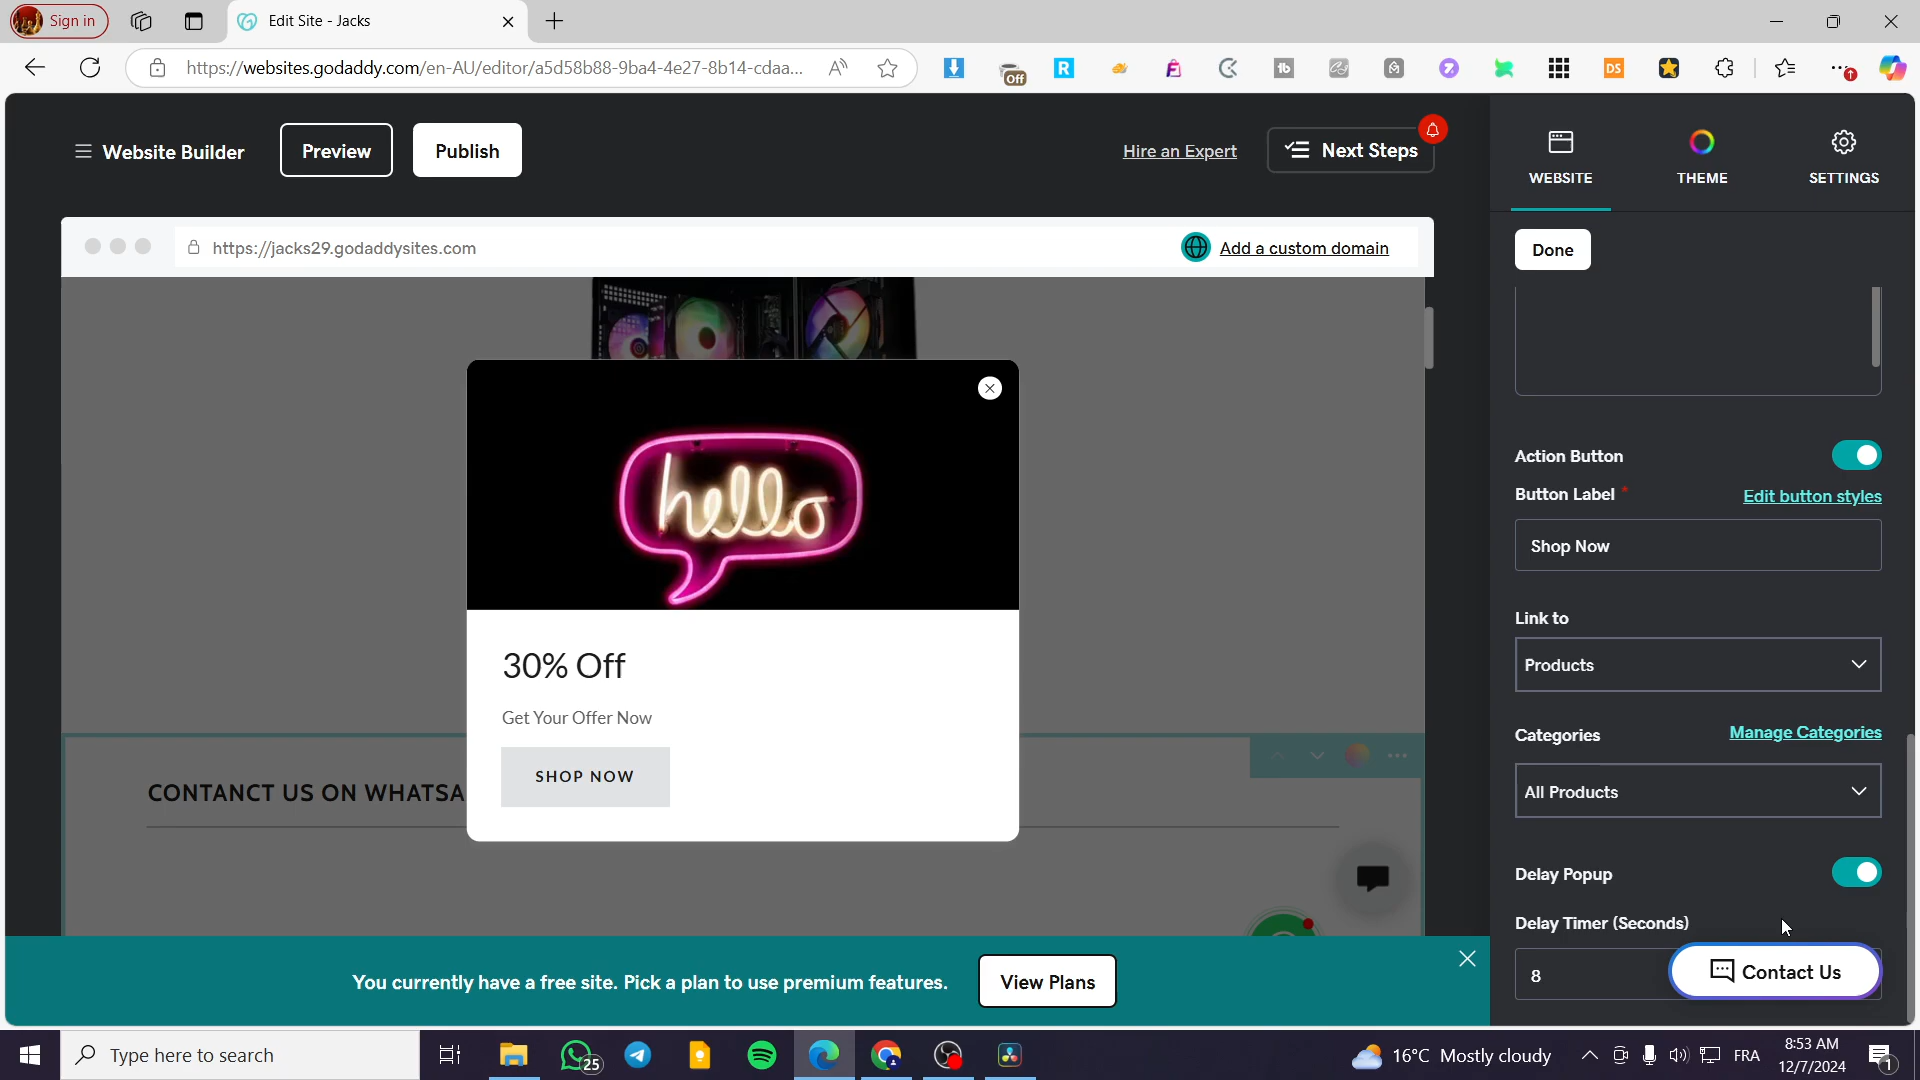 Sign in
Edit Site - Jacks
https://websites.godaddy.com/en-AU/editor/a5d58b88-9ba4-4e27-8b14-cdaa...
Off
R
tb
DS
Website Builder
Preview
Publish
Hire an Expert
Next Steps
WEBSITE
THEME
SETTINGS
https://jacks29.godaddysites.com
Add a custom domain
Done
hello
30% Off
Get Your Offer Now
SHOP NOW
CONTANCT US ON WHATSA
Action Button
Button Label *
Edit button styles
Shop Now
Link to
Products
Categories
Manage Categories
All Products
Delay Popup
Delay Timer (Seconds)
8
Contact Us
You currently have a free site. Pick a plan to use premium features.
View Plans
Type here to search
25
16°C Mostly cloudy
FRA
8:53 AM
12/7/2024
1